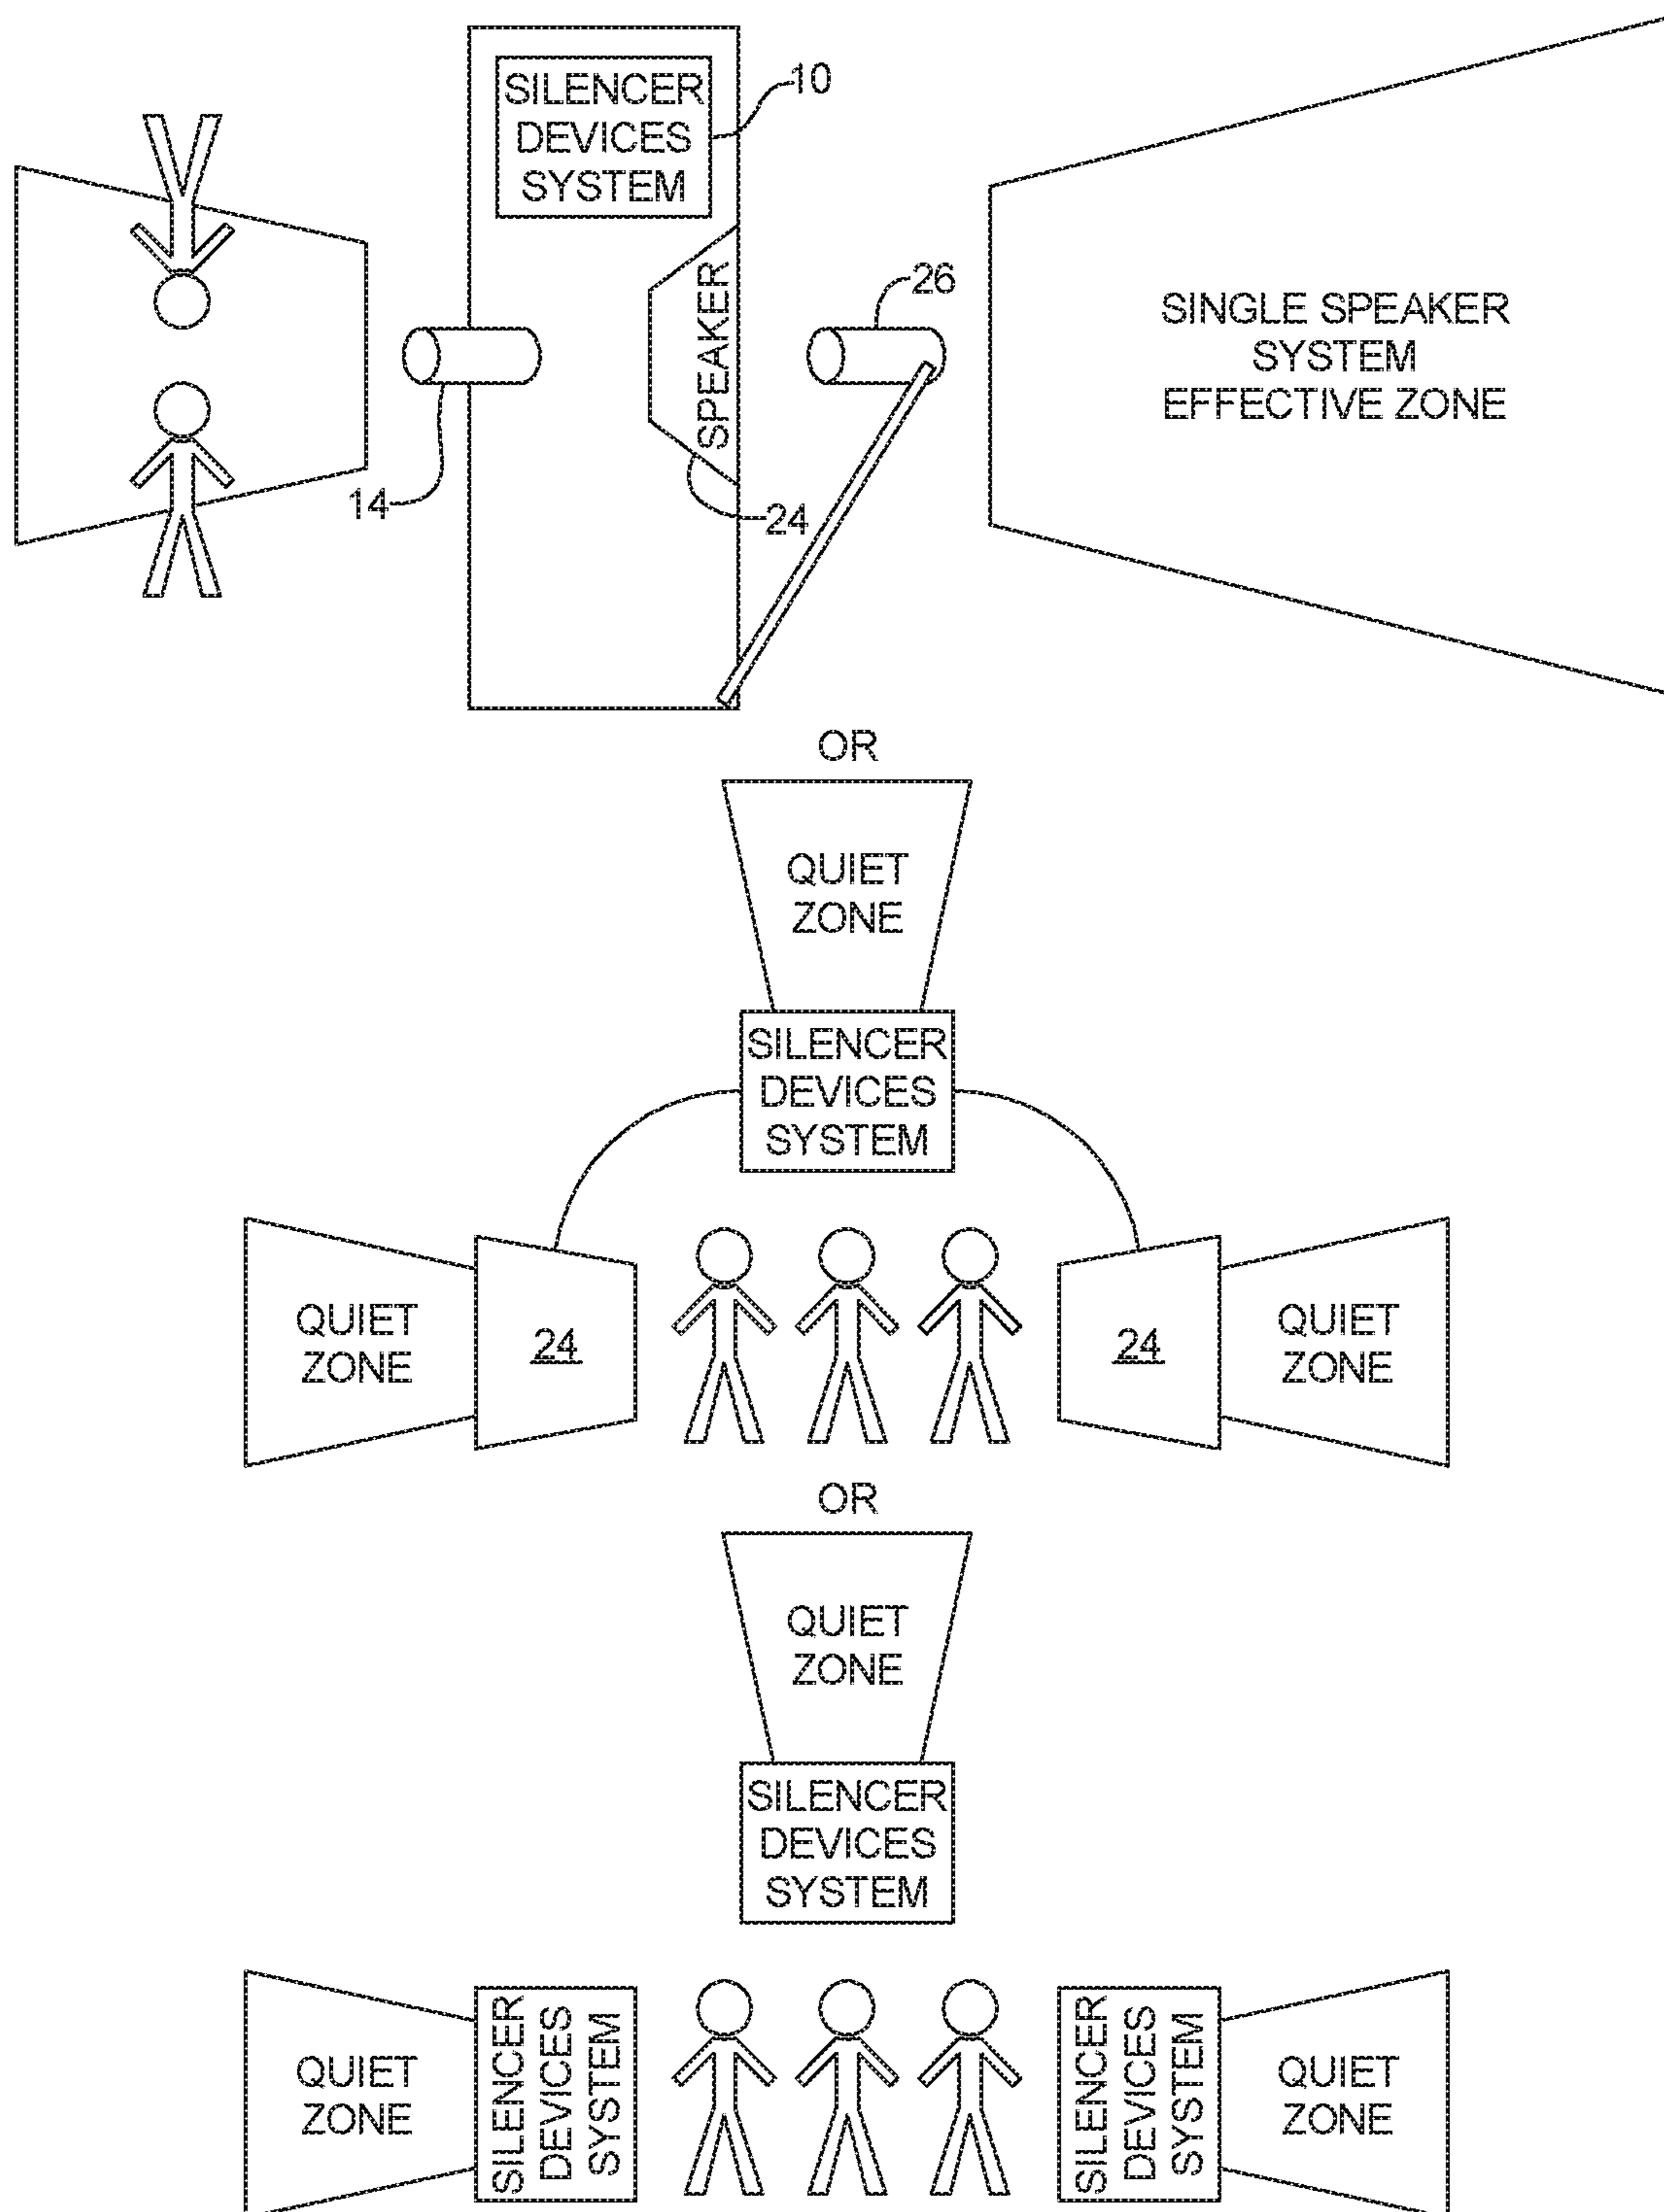 SILENCER
DEVICES
SYSTEM
10
26
SPEAKER
SINGLE SPEAKER
SYSTEM
EFFECTIVE ZONE
14
24
OR
QUIET
ZONE
SILENCER
DEVICES
SYSTEM
QUIET
ZONE
24
24
QUIET
ZONE
OR
QUIET
ZONE
SILENCER
DEVICES
SYSTEM
QUIET
ZONE
SILENCER
DEVICES
SYSTEM
SILENCER
DEVICES
SYSTEM
QUIET
ZONE